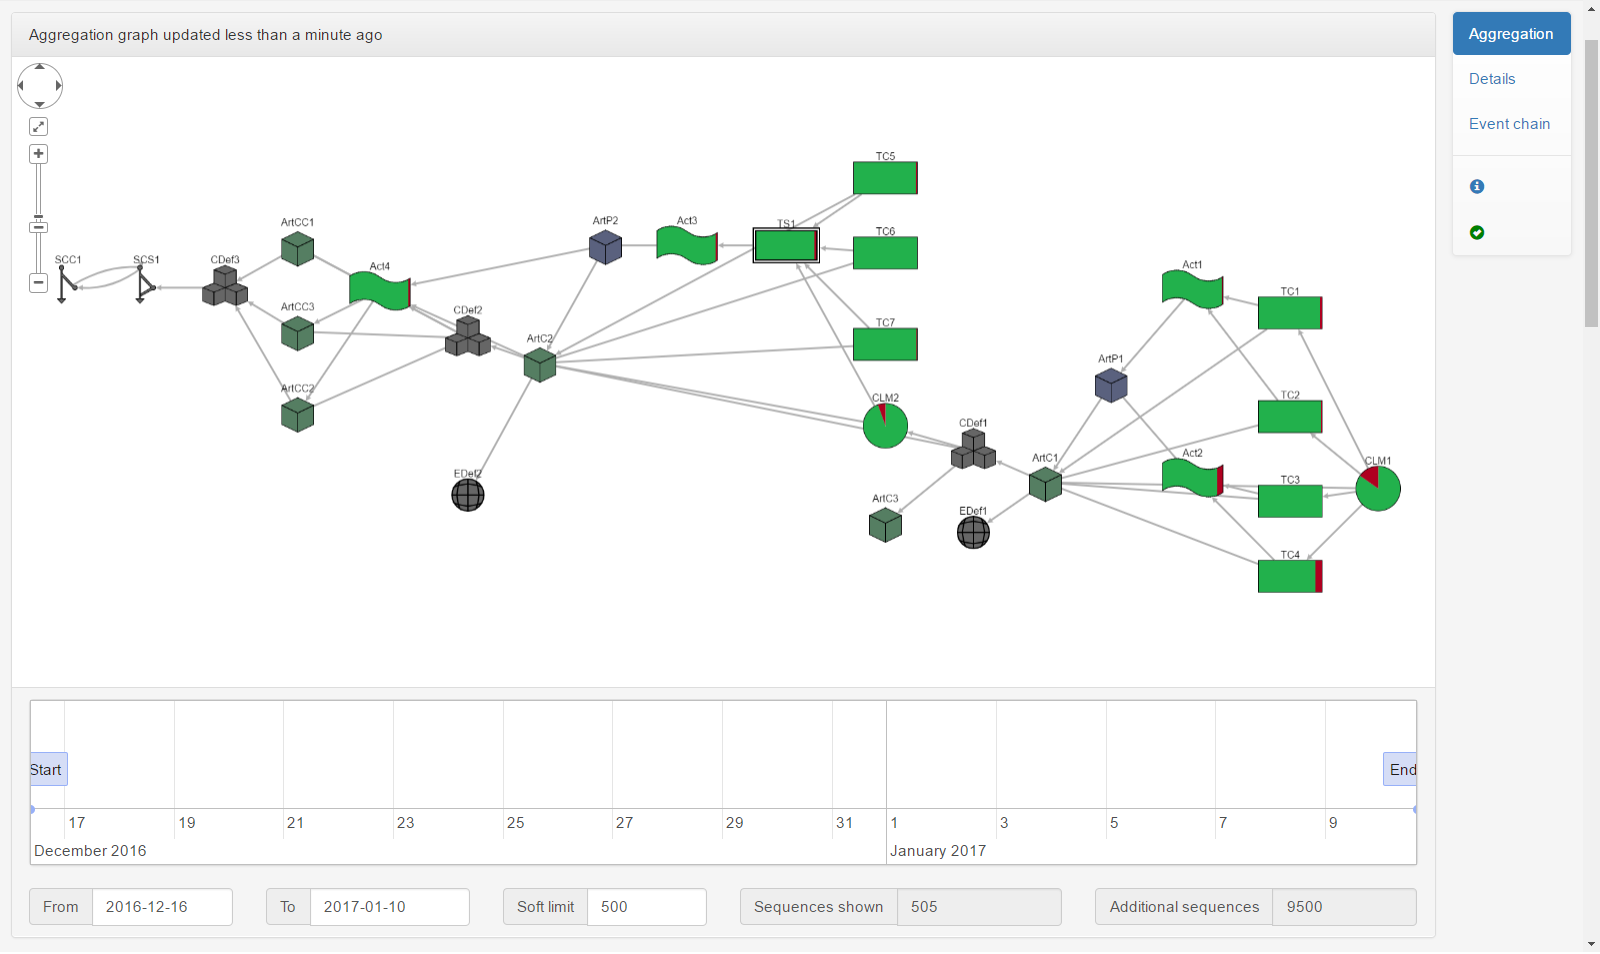 Aggregation graph updated less than a minute ago
Aggregation
Details
Event chain
TC5
ArtCC1
ArtP2
Act3
TS1
TC6
SCC1
SCS1
CDef3
Act4
Act1
TC1
ArtCC3
CDef2
TC7
ArtC2
ArtP1
ArtCC2
CLM2
TC2
CDef1
ArtC1
Act2
CLM1
EDef2
TC3
ArtC3
EDef1
TC4
Start
End
17 19 21 23 25 27 29 31 1 3 5 7 9
December 2016 January 2017
From 2016-12-16 To 2017-01-10 Soft limit 500 Sequences shown 505 Additional sequences 9500